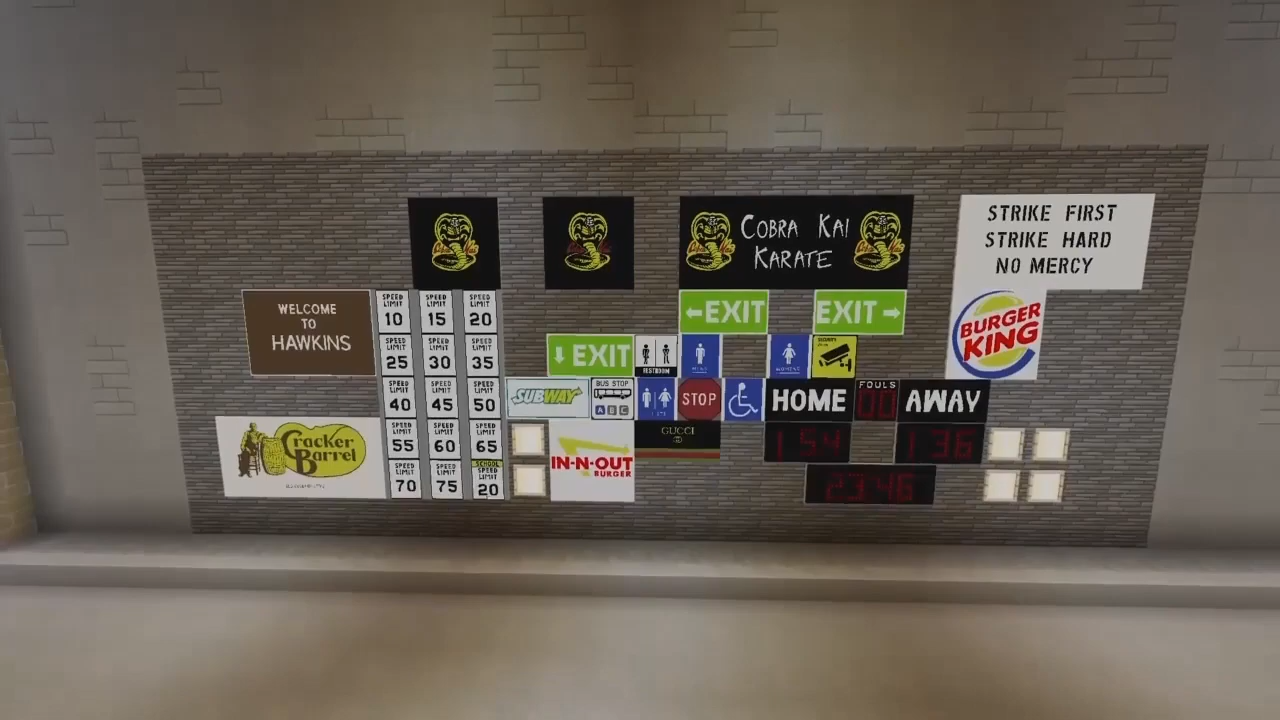 COBRA KAI
KARATE
STRIKE FIRST
STRIKE HARD
NO MERCY
WELCOME
TO
HAWKINS
SPEED
LIMIT
10
SPEED
LIMIT
15
SPEED
LIMIT
20
←EXIT
EXIT→
BURGER
KING
SPEED
LIMIT
25
SPEED
LIMIT
30
SPEED
LIMIT
35
↓EXIT
RESTROOM
SECURITY
SPEED
LIMIT
40
SPEED
LIMIT
45
SPEED
LIMIT
50
SUBWAY
BUS STOP
A B C
STOP
HOME
FOULS
00
AWAY
Cracker
Barrel
SPEED
LIMIT
55
SPEED
LIMIT
60
SPEED
LIMIT
65
IN-N-OUT
BURGER
GUCCI
154
136
SPEED
LIMIT
70
SPEED
LIMIT
75
SCHOOL
SPEED
LIMIT
20
23:46